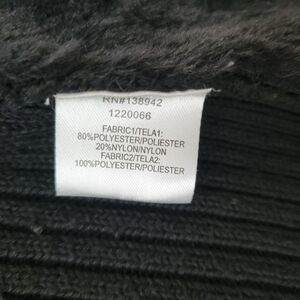 RN#138942
1220066
FABRIC1/TELA1:
80%POLYESTER/POLIESTER
20%NYLON/NYLON
FABRIC2/TELA2:
100%POLYESTER/POLIESTER